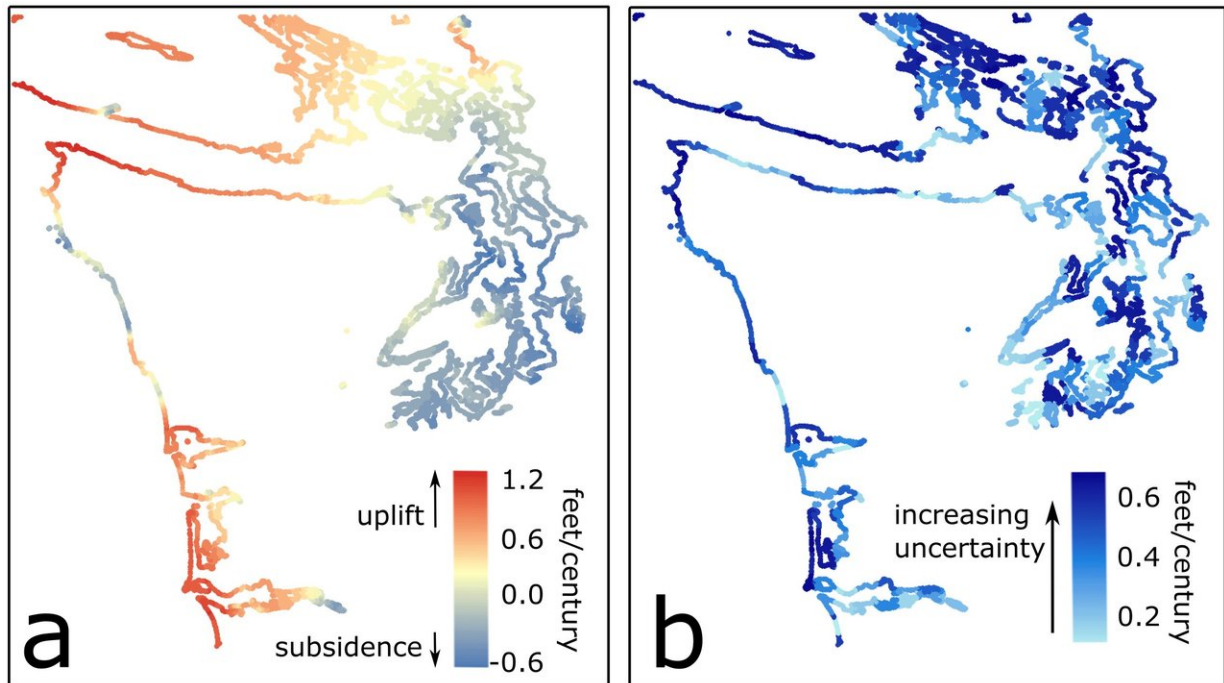 a
uplift
subsidence
1.2
0.6
0.0
-0.6
feet/century
b
increasing
uncertainty
0.6
0.4
0.2
feet/century